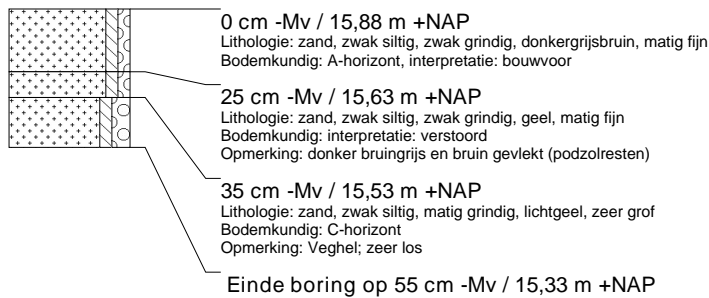 0 cm -Mv / 15,88 m +NAP
Lithologie: zand, zwak siltig, zwak grindig, donkergrijsbruin, matig fijn
Bodemkundig: A-horizont, interpretatie: bouwvoor
25 cm -Mv / 15,63 m +NAP
Lithologie: zand, zwak siltig, zwak grindig, geel, matig fijn
Bodemkundig: interpretatie: verstoord
Opmerking: donker bruingrijs en bruin gevlekt (podzolresten)
35 cm -Mv / 15,53 m +NAP
Lithologie: zand, zwak siltig, matig grindig, lichtgeel, zeer grof
Bodemkundig: C-horizont
Opmerking: Veghel; zeer los
Einde boring op 55 cm -Mv / 15,33 m +NAP